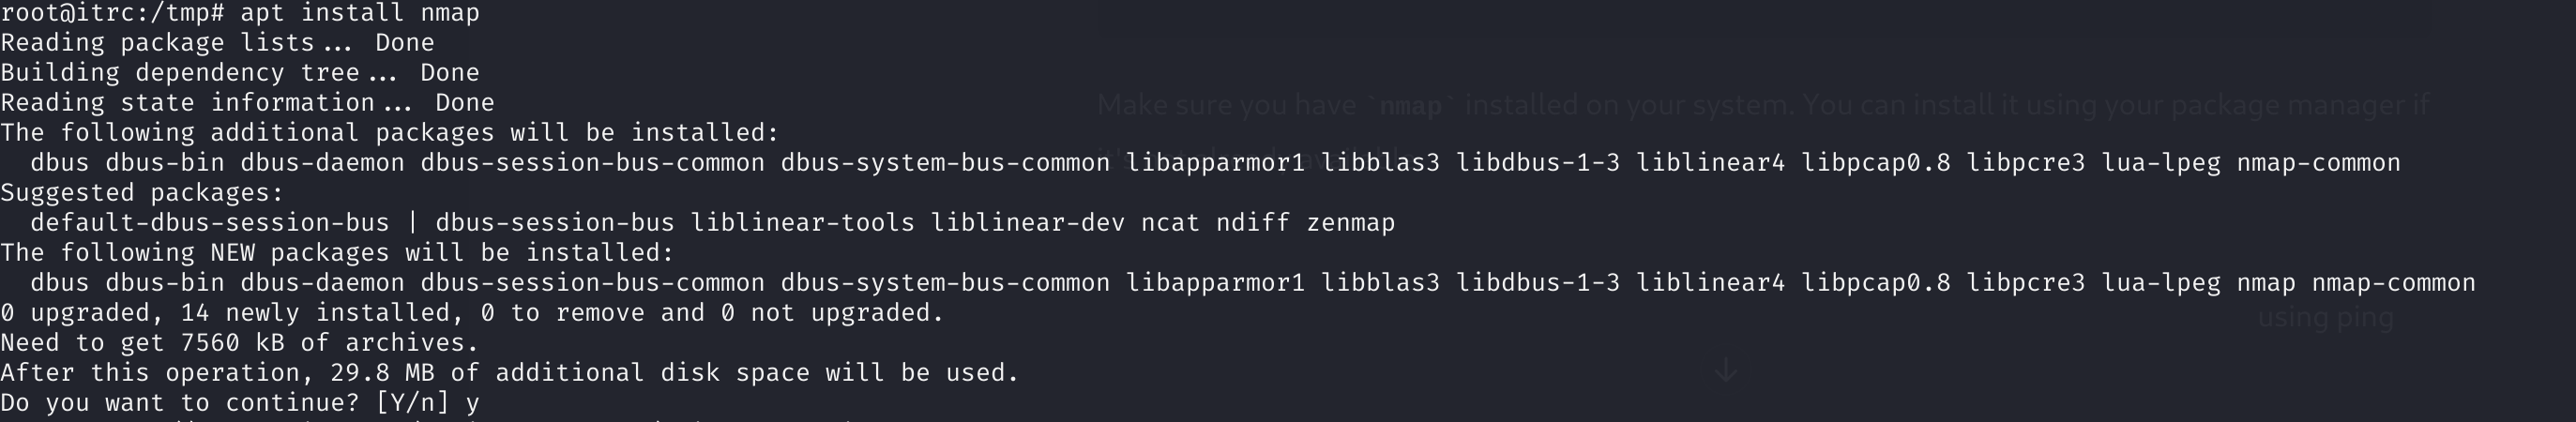 root@itrc:/tmp# apt install nmap
Reading package lists... Done
Building dependency tree... Done
Reading state information... Done
Make sure you have `nmap` installed on your system. You can install it using your package manager if
The following additional packages will be installed:
  dbus dbus-bin dbus-daemon dbus-session-bus-common dbus-system-bus-common libapparmor1 libblas3 libdbus-1-3 liblinear4 libpcap0.8 libpcre3 lua-lpeg nmap-common
Suggested packages:
  default-dbus-session-bus | dbus-session-bus liblinear-tools liblinear-dev ncat ndiff zenmap
The following NEW packages will be installed:
  dbus dbus-bin dbus-daemon dbus-session-bus-common dbus-system-bus-common libapparmor1 libblas3 libdbus-1-3 liblinear4 libpcap0.8 libpcre3 lua-lpeg nmap nmap-common
0 upgraded, 14 newly installed, 0 to remove and 0 not upgraded.
using ping
Need to get 7560 kB of archives.
After this operation, 29.8 MB of additional disk space will be used.
Do you want to continue? [Y/n] y